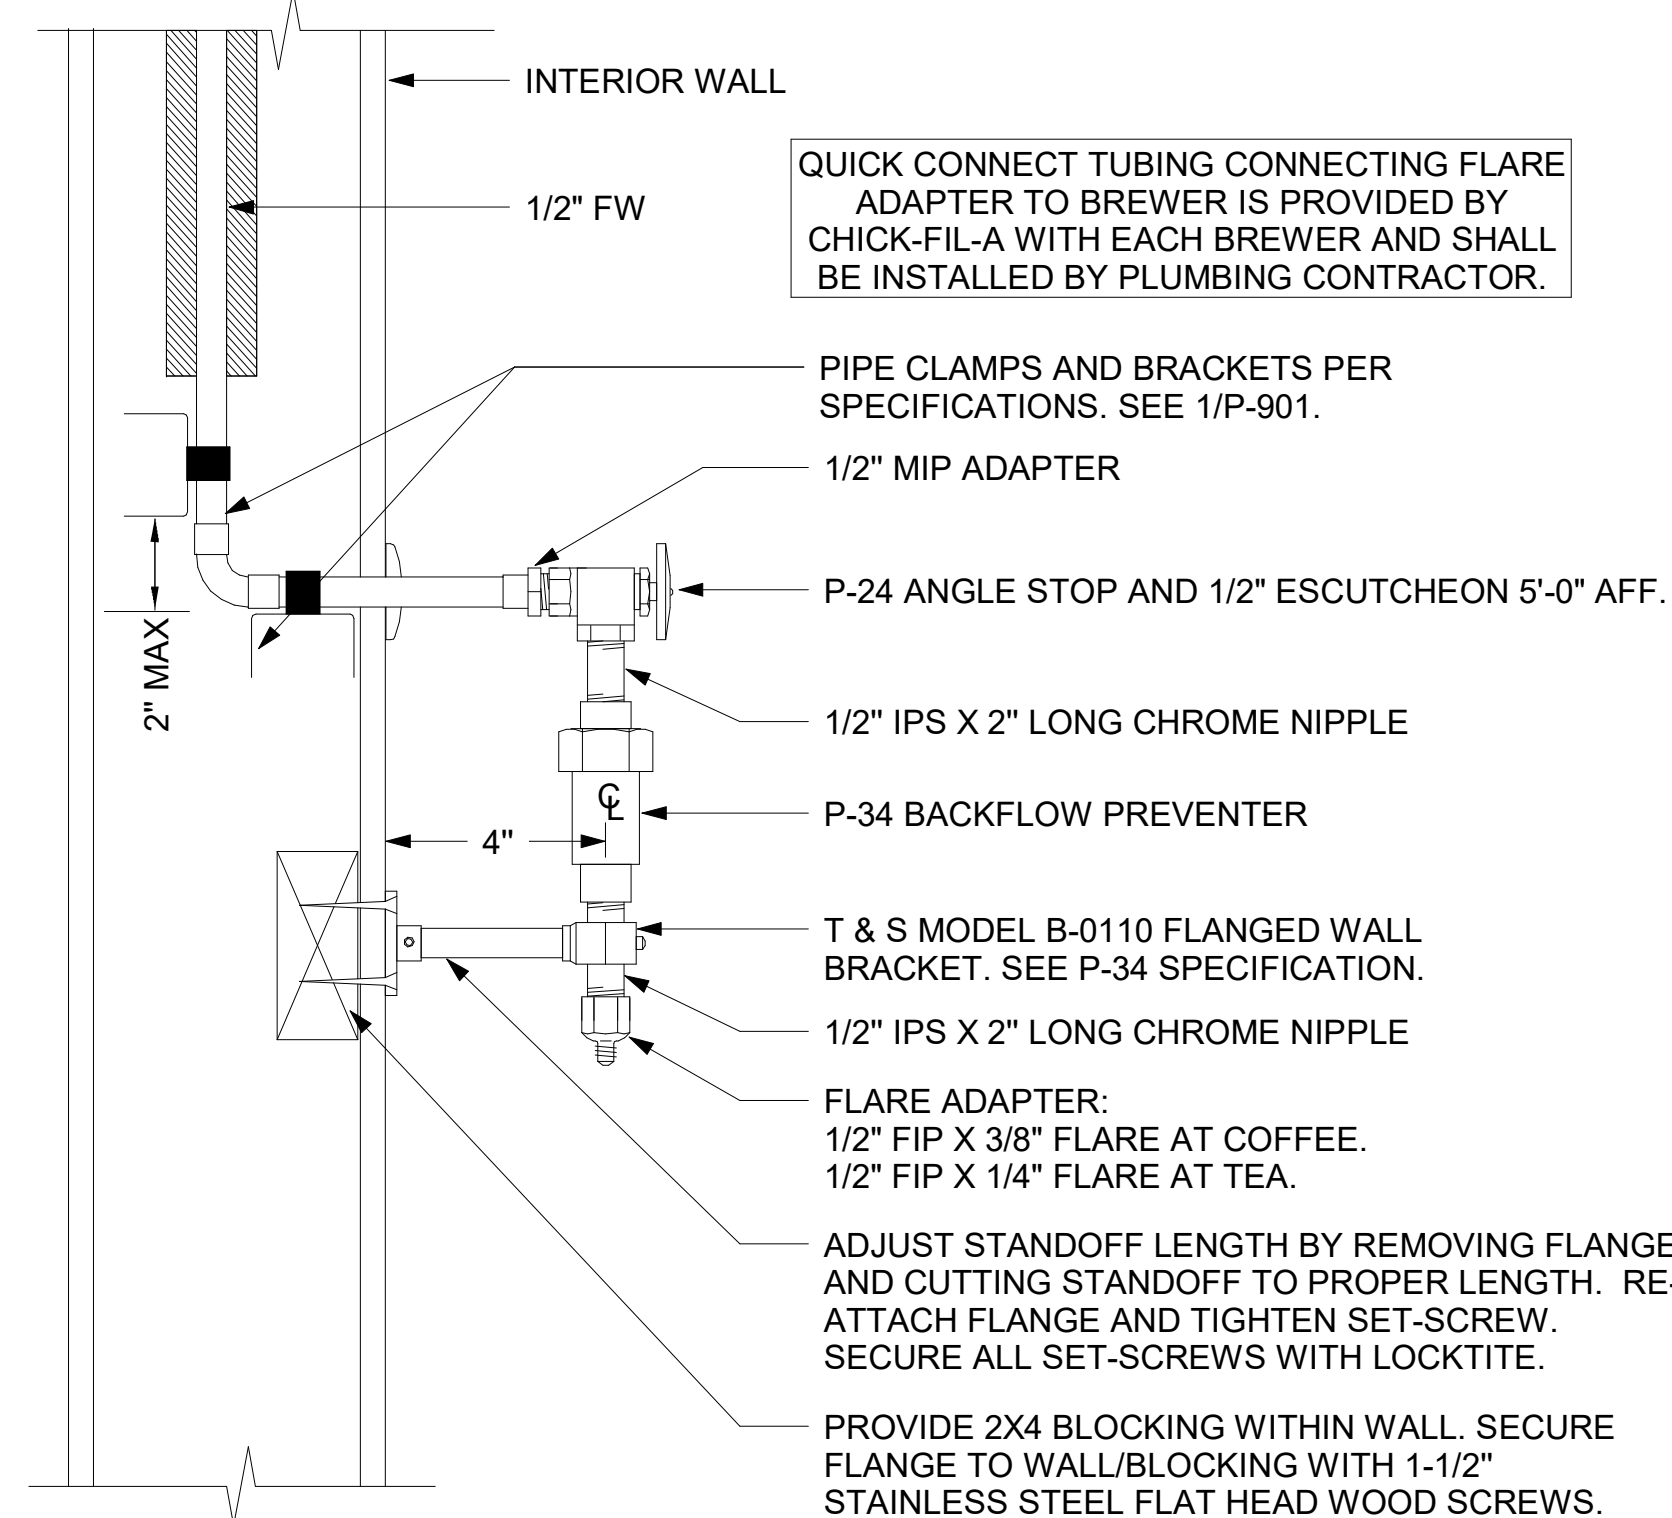 INTERIOR WALL
QUICK CONNECT TUBING CONNECTING FLARE
ADAPTER TO BREWER IS PROVIDED BY
CHICK-FIL-A WITH EACH BREWER AND SHALL
BE INSTALLED BY PLUMBING CONTRACTOR.
1/2" FW
PIPE CLAMPS AND BRACKETS PER
SPECIFICATIONS. SEE 1/P-901.
1/2" MIP ADAPTER
P-24 ANGLE STOP AND 1/2" ESCUTCHEON 5'-0" AFF.
2" MAX
1/2" IPS X 2" LONG CHROME NIPPLE
CL
P-34 BACKFLOW PREVENTER
4"
T & S MODEL B-0110 FLANGED WALL
BRACKET. SEE P-34 SPECIFICATION.
1/2" IPS X 2" LONG CHROME NIPPLE
FLARE ADAPTER:
1/2" FIP X 3/8" FLARE AT COFFEE.
1/2" FIP X 1/4" FLARE AT TEA.
ADJUST STANDOFF LENGTH BY REMOVING FLANGE
AND CUTTING STANDOFF TO PROPER LENGTH.  RE-
ATTACH FLANGE AND TIGHTEN SET-SCREW.
SECURE ALL SET-SCREWS WITH LOCKTITE.
PROVIDE 2X4 BLOCKING WITHIN WALL. SECURE
FLANGE TO WALL/BLOCKING WITH 1-1/2"
STAINLESS STEEL FLAT HEAD WOOD SCREWS.